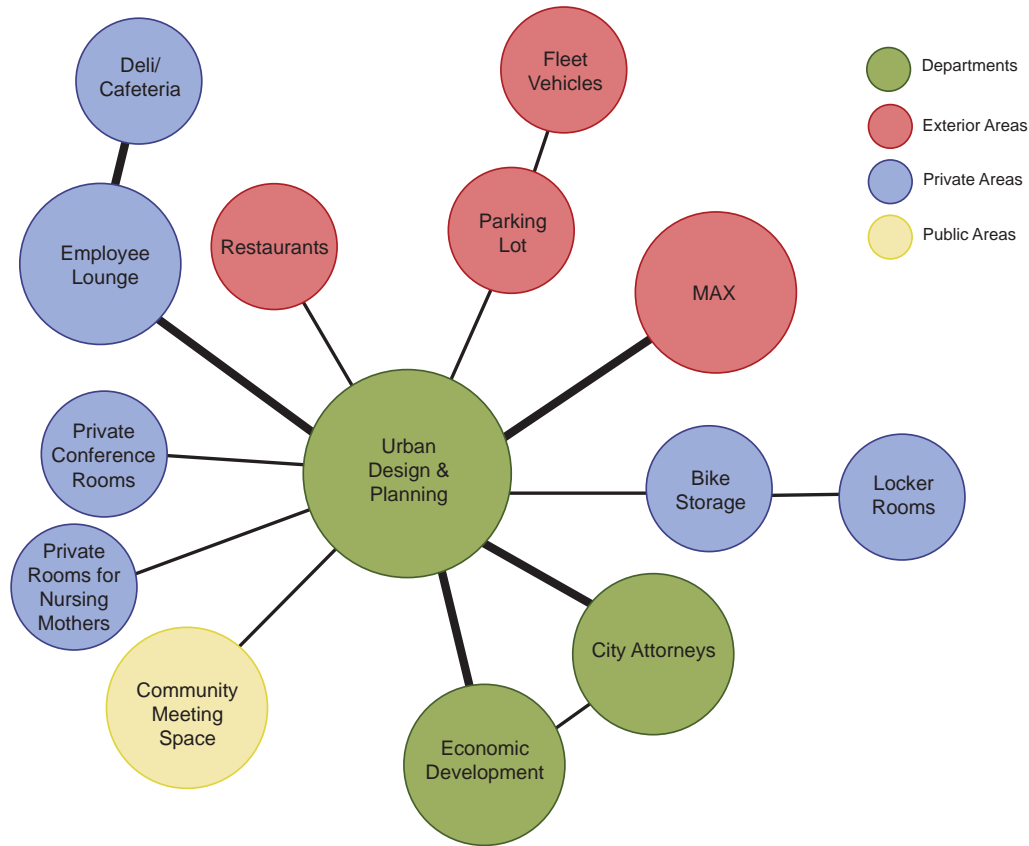 Deli/
Cafeteria
Fleet
Vehicles
Departments
Exterior Areas
Private Areas
Public Areas
Employee
Lounge
Restaurants
Parking
Lot
MAX
Private
Conference
Rooms
Urban
Design &
Planning
Bike
Storage
Locker
Rooms
Private
Rooms for
Nursing
Mothers
City Attorneys
Community
Meeting
Space
Economic
Development